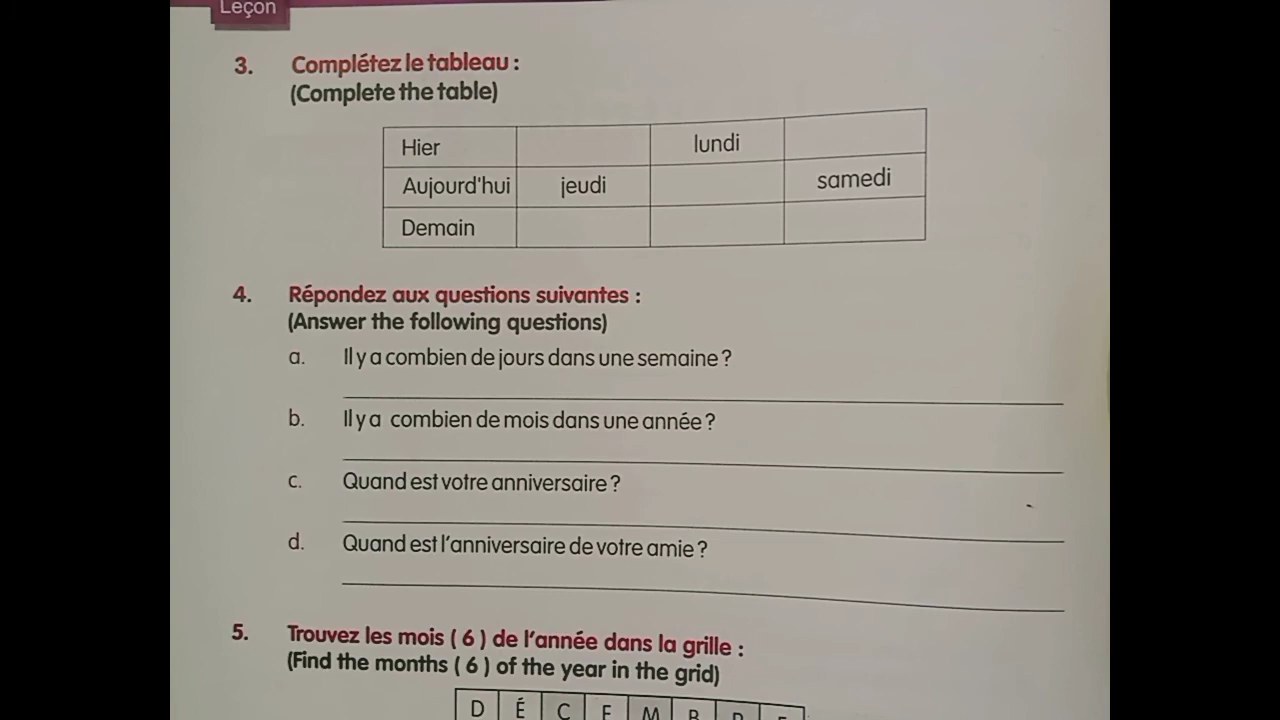 Leçon
3. Complétez le tableau :
(Complete the table)
Hier lundi
Aujourd'hui jeudi samedi
Demain
4. Répondez aux questions suivantes :
(Answer the following questions)
a. Il y a combien de jours dans une semaine ?
b. Il y a combien de mois dans une année ?
c. Quand est votre anniversaire ?
d. Quand est l'anniversaire de votre amie ?
5. Trouvez les mois ( 6 ) de l'année dans la grille :
(Find the months ( 6 ) of the year in the grid)
D É C E M B R E